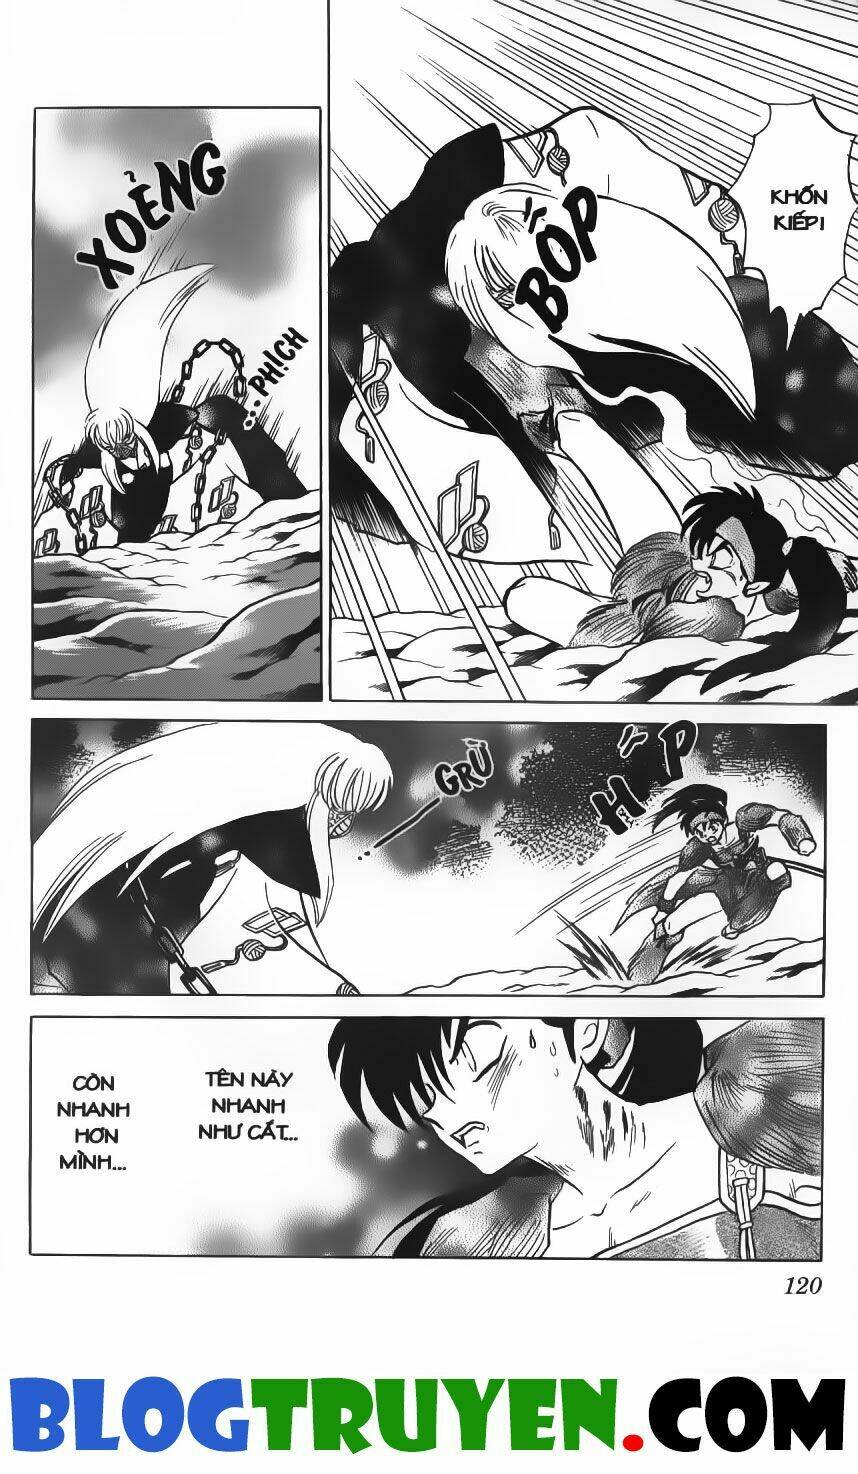 KHỐN
KIẾP!
BỐP
XOẺNG
...PHỊCH
...GRỪ
HẤP
TÊN NÀY
NHANH
NHƯ CẮT...
CÒN
NHANH
HƠN
MÌNH...
120
BLOGTRUYEN.COM